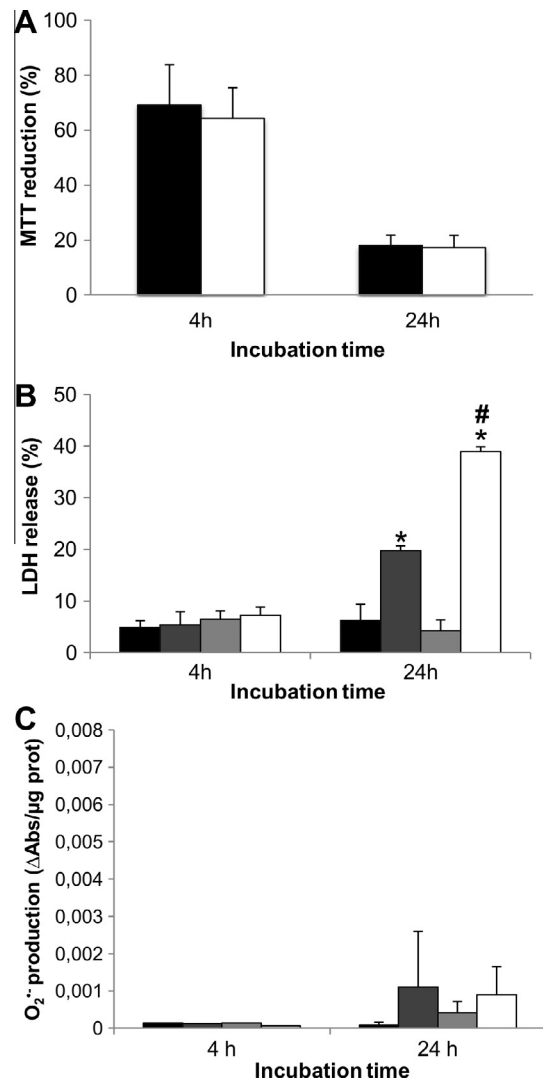 A
MTT reduction (%)
100
80
60
40
20
0
4h 24h
Incubation time
B
LDH release (%)
50
40
30
20
10
0
#
*
*
4h 24h
Incubation time
C
O₂•- production (ΔAbs/µg prot)
0,008
0,007
0,006
0,005
0,004
0,003
0,002
0,001
0
4 h 24 h
Incubation time